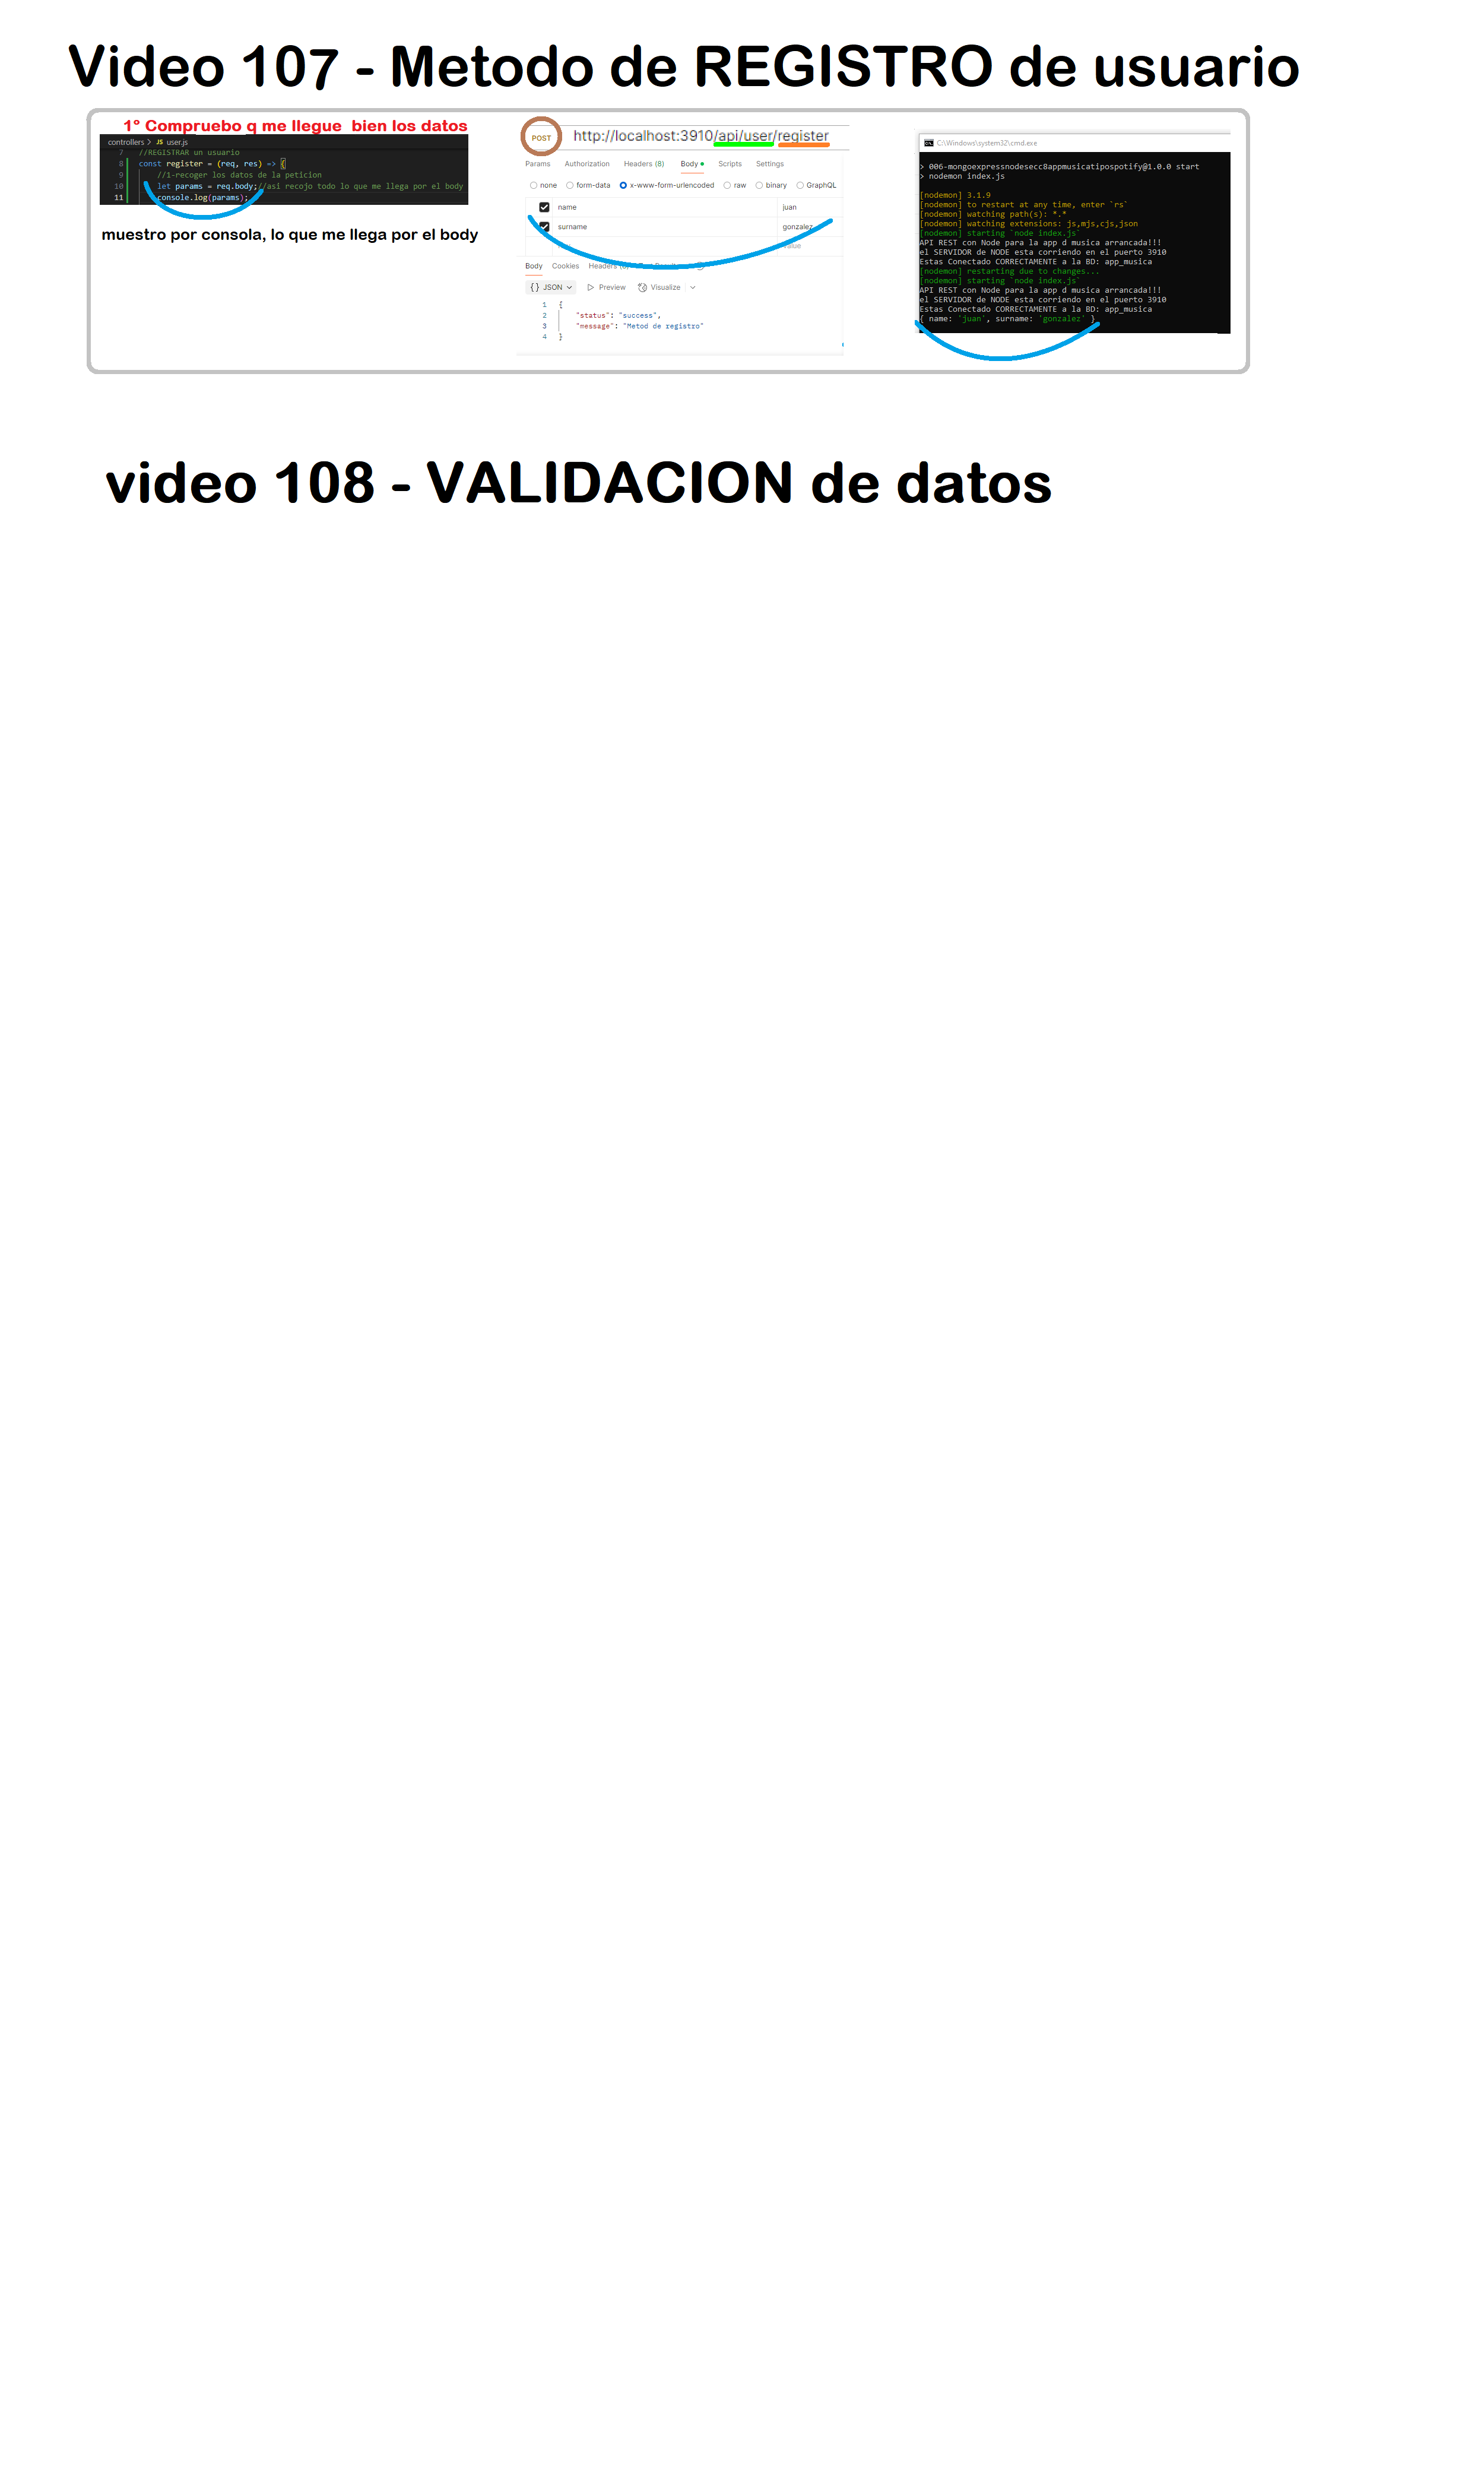 Video 107 - Metodo de REGISTRO de usuario
1º Compruebo q me llegue bien los datos
controllers > JS user.js
7 //REGISTRAR un usuario
8 const register = (req, res) => {
9 //1-recoger los datos de la peticion
10 let params = req.body;//asi recojo todo lo que me llega por el body
11 console.log(params);
muestro por consola, lo que me llega por el body
POST http://localhost:3910/api/user/register
Params Authorization Headers (8) Body Scripts Settings
none form-data x-www-form-urlencoded raw binary GraphQL
name juan
surname gonzalez
Value
Body Cookies Headers
{} JSON Preview Visualize
1 {
2 "status": "success",
3 "message": "Metod de registro"
4 }
C:\Windows\system32\cmd.exe
> 006-mongoexpressnodesecc8appmusicatipospotify@1.0.0 start
> nodemon index.js
[nodemon] 3.1.9
[nodemon] to restart at any time, enter `rs`
[nodemon] watching path(s): *.*
[nodemon] watching extensions: js,mjs,cjs,json
[nodemon] starting `node index.js`
API REST con Node para la app d musica arrancada!!!
el SERVIDOR de NODE esta corriendo en el puerto 3910
Estas Conectado CORRECTAMENTE a la BD: app_musica
[nodemon] restarting due to changes...
[nodemon] starting `node index.js`
API REST con Node para la app d musica arrancada!!!
el SERVIDOR de NODE esta corriendo en el puerto 3910
Estas Conectado CORRECTAMENTE a la BD: app_musica
{ name: 'juan', surname: 'gonzalez' }
video 108 - VALIDACION de datos